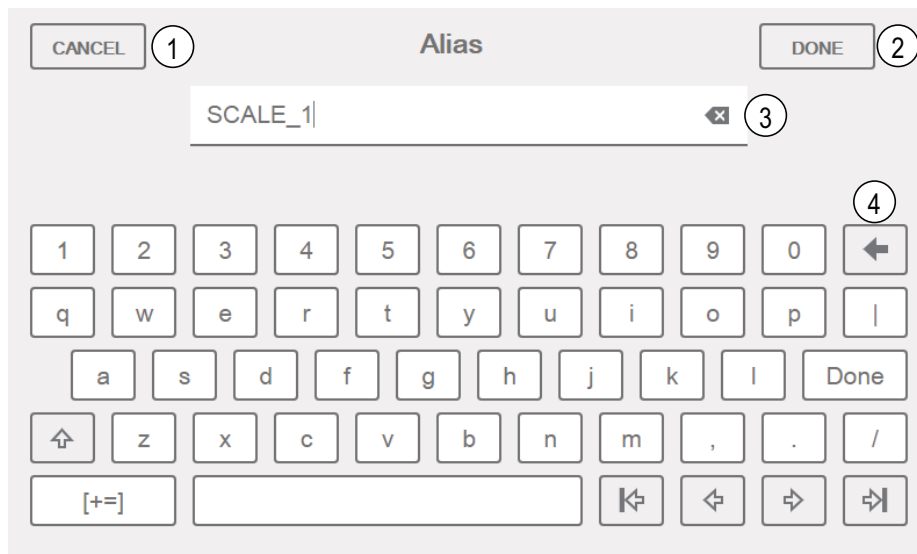 CANCEL 1 Alias DONE 2
SCALE_1 3
4
1 2 3 4 5 6 7 8 9 0
q w e r t y u i o p |
a s d f g h j k l Done
z x c v b n m , . /
[+=]